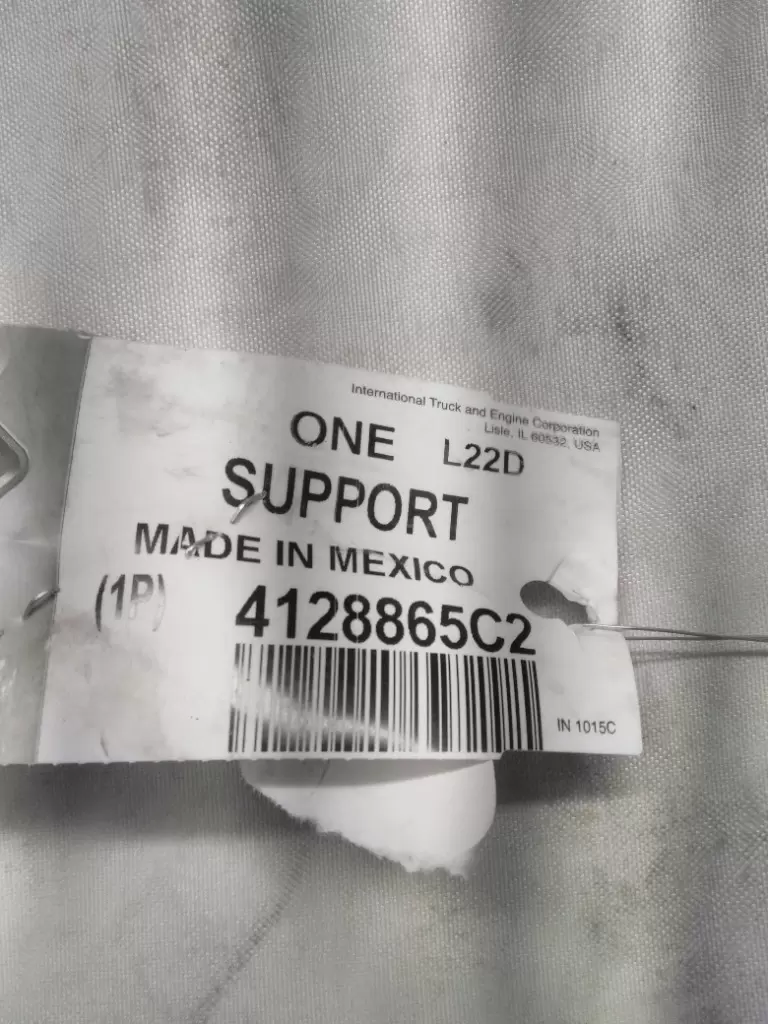 International Truck and Engine Corporation
Lisle, IL 60532, USA
ONE L22D
SUPPORT
MADE IN MEXICO
(1P) 4128865C2
IN 1015C